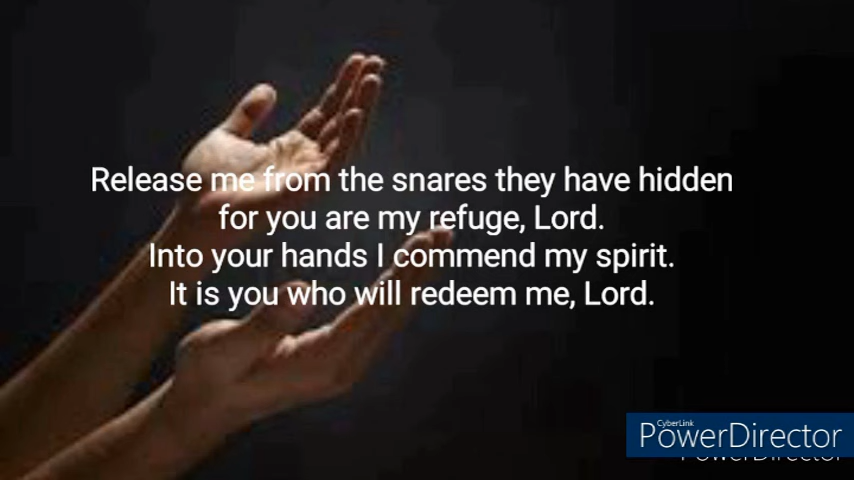 Release me from the snares they have hidden
for you are my refuge, Lord.
Into your hands I commend my spirit.
It is you who will redeem me, Lord.
CyberLink
PowerDirector
PowerDirector